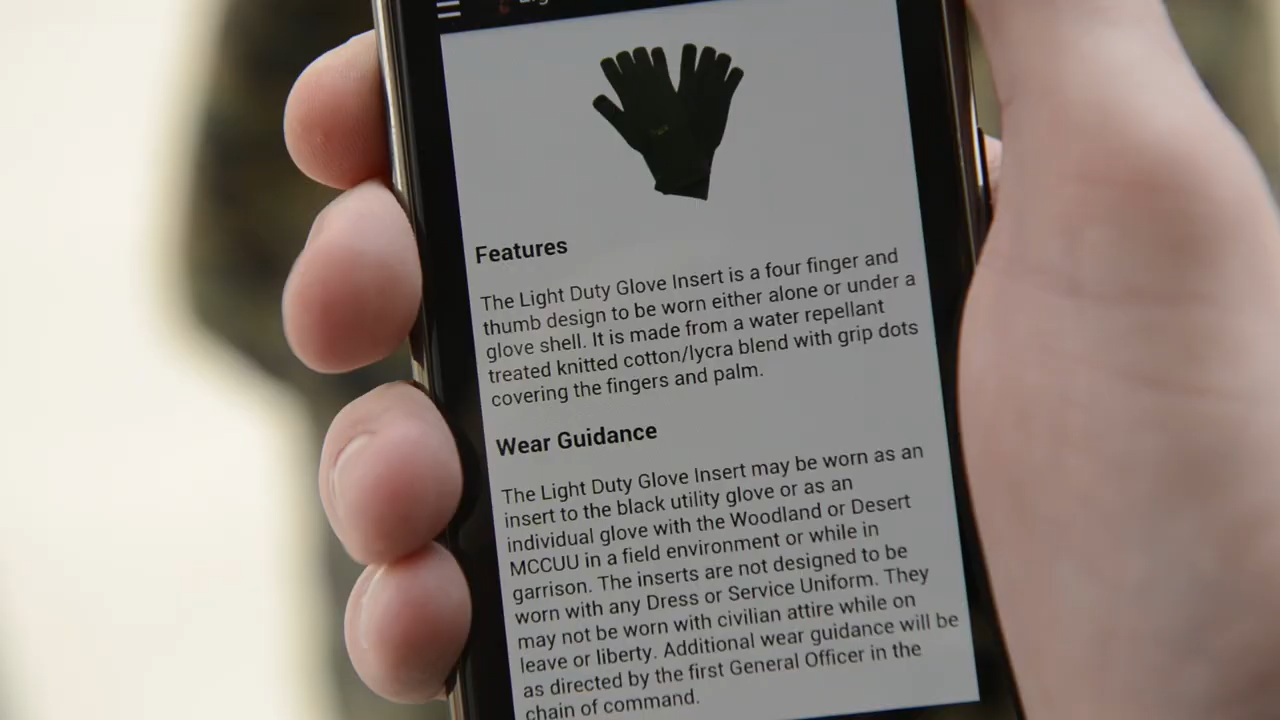 Features
The Light Duty Glove Insert is a four finger and
thumb design to be worn either alone or under a
glove shell. It is made from a water repellant
treated knitted cotton/lycra blend with grip dots
covering the fingers and palm.
Wear Guidance
The Light Duty Glove Insert may be worn as an
insert to the black utility glove or as an
individual glove with the Woodland or Desert
MCCUU in a field environment or while in
garrison. The inserts are not designed to be
worn with any Dress or Service Uniform. They
may not be worn with civilian attire while on
leave or liberty. Additional wear guidance will be
as directed by the first General Officer in the
chain of command.